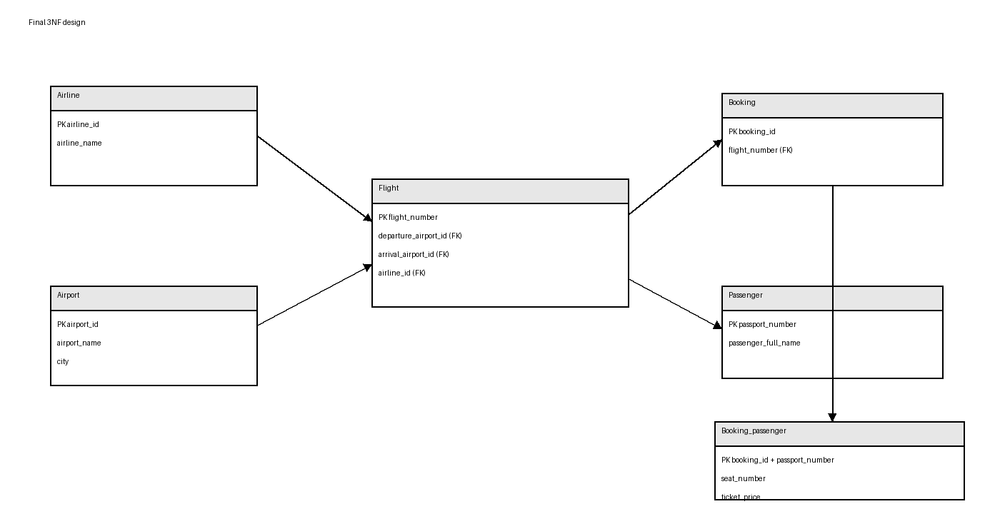 Final 3NF design
Airline
PK airline_id
airline_name
Airport
PK airport_id
airport_name
city
Flight
PK flight_number
departure_airport_id (FK)
arrival_airport_id (FK)
airline_id (FK)
Booking
PK booking_id
flight_number (FK)
Passenger
PK passport_number
passenger_full_name
Booking_passenger
PK booking_id + passport_number
seat_number
ticket_price